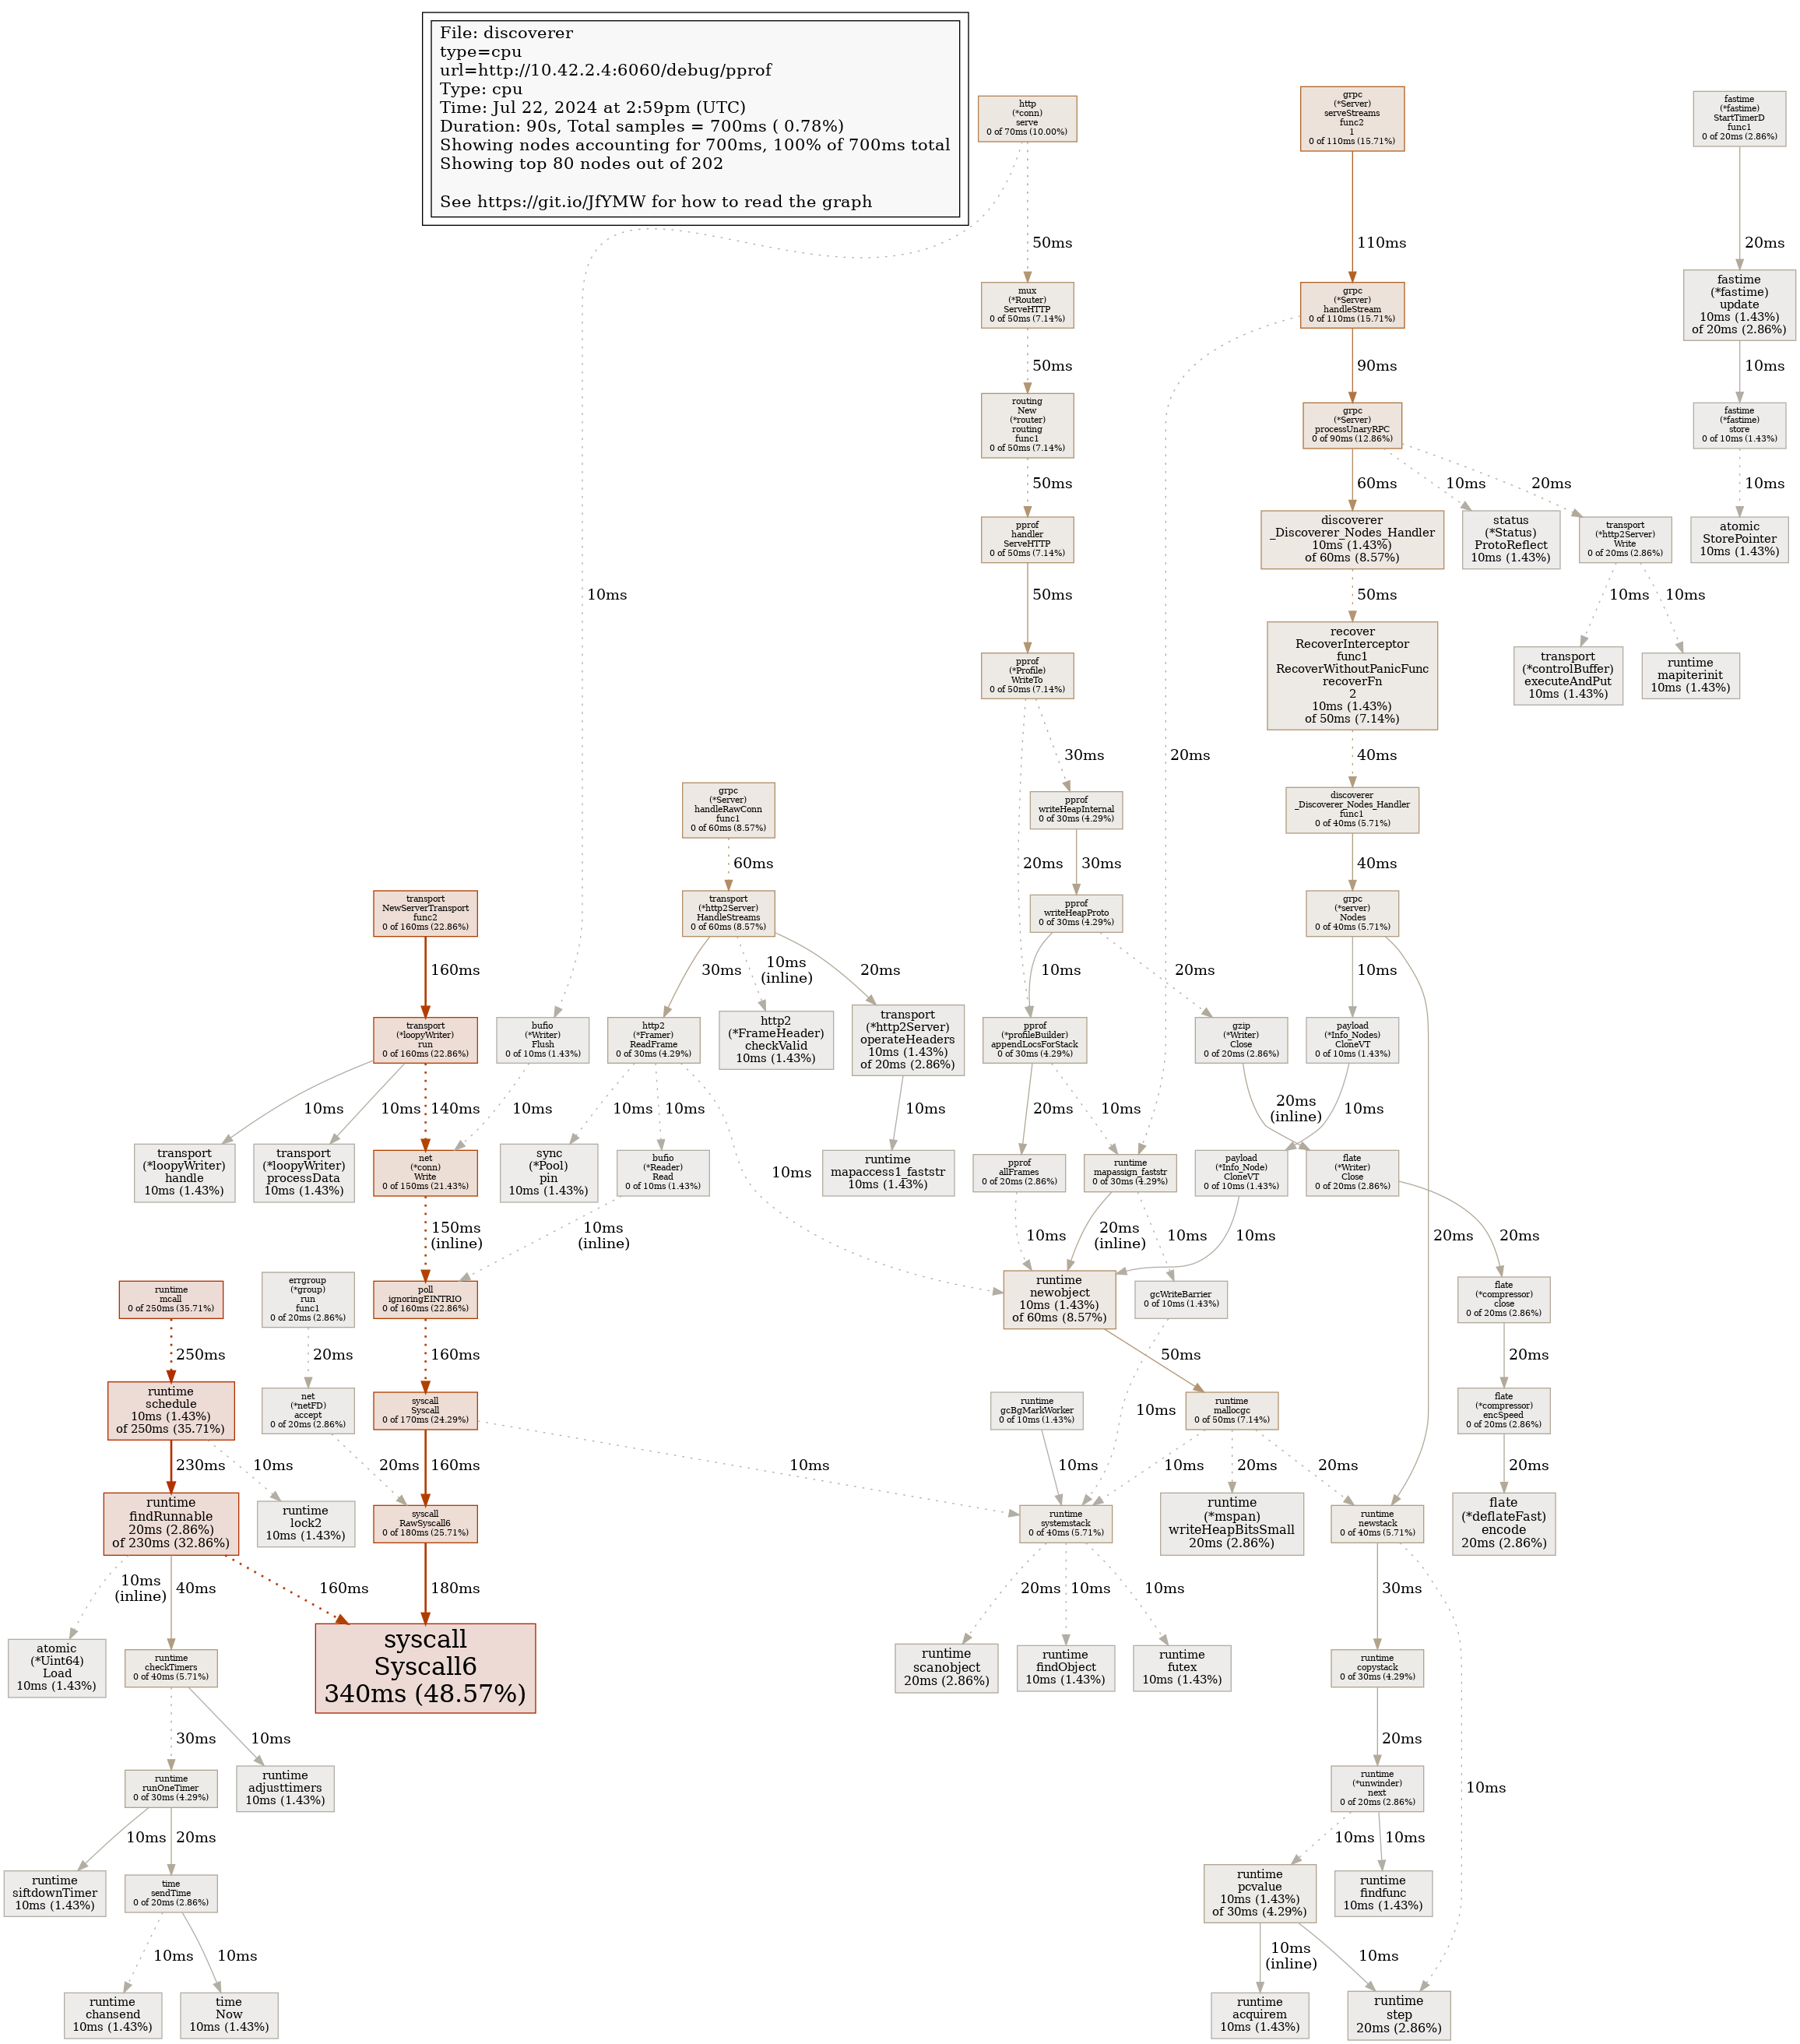 File: discoverer
type=cpu
url=http://10.42.2.4:6060/debug/pprof
Type: cpu
Time: Jul 22, 2024 at 2:59pm (UTC)
Duration: 90s, Total samples = 700ms ( 0.78%)
Showing nodes accounting for 700ms, 100% of 700ms total
Showing top 80 nodes out of 202
See https://git.io/JfYMW for how to read the graph
http
(*conn)
serve
0 of 70ms (10.00%)
grpc
(*Server)
serveStreams
func2
1
0 of 110ms (15.71%)
fastime
(*fastime)
StartTimerD
func1
0 of 20ms (2.86%)
50ms
110ms
20ms
mux
(*Router)
ServeHTTP
0 of 50ms (7.14%)
grpc
(*Server)
handleStream
0 of 110ms (15.71%)
fastime
(*fastime)
update
10ms (1.43%)
of 20ms (2.86%)
50ms
90ms
10ms
routing
New
(*router)
routing
func1
0 of 50ms (7.14%)
grpc
(*Server)
processUnaryRPC
0 of 90ms (12.86%)
fastime
(*fastime)
store
0 of 10ms (1.43%)
50ms
60ms
10ms
20ms
10ms
pprof
handler
ServeHTTP
0 of 50ms (7.14%)
discoverer
_Discoverer_Nodes_Handler
10ms (1.43%)
of 60ms (8.57%)
status
(*Status)
ProtoReflect
10ms (1.43%)
transport
(*http2Server)
Write
0 of 20ms (2.86%)
atomic
StorePointer
10ms (1.43%)
10ms
50ms
50ms
10ms
10ms
pprof
(*Profile)
WriteTo
0 of 50ms (7.14%)
recover
RecoverInterceptor
func1
RecoverWithoutPanicFunc
recoverFn
2
10ms (1.43%)
of 50ms (7.14%)
transport
(*controlBuffer)
executeAndPut
10ms (1.43%)
runtime
mapiterinit
10ms (1.43%)
30ms
20ms
40ms
grpc
(*Server)
handleRawConn
func1
0 of 60ms (8.57%)
pprof
writeHeapInternal
0 of 30ms (4.29%)
discoverer
_Discoverer_Nodes_Handler
func1
0 of 40ms (5.71%)
60ms
20ms
30ms
40ms
transport
NewServerTransport
func2
0 of 160ms (22.86%)
transport
(*http2Server)
HandleStreams
0 of 60ms (8.57%)
pprof
writeHeapProto
0 of 30ms (4.29%)
grpc
(*server)
Nodes
0 of 40ms (5.71%)
160ms
30ms
10ms
(inline)
20ms
10ms
20ms
10ms
transport
(*loopyWriter)
run
0 of 160ms (22.86%)
bufio
(*Writer)
Flush
0 of 10ms (1.43%)
http2
(*Framer)
ReadFrame
0 of 30ms (4.29%)
http2
(*FrameHeader)
checkValid
10ms (1.43%)
transport
(*http2Server)
operateHeaders
10ms (1.43%)
of 20ms (2.86%)
pprof
(*profileBuilder)
appendLocsForStack
0 of 30ms (4.29%)
gzip
(*Writer)
Close
0 of 20ms (2.86%)
payload
(*Info_Nodes)
CloneVT
0 of 10ms (1.43%)
10ms
10ms
140ms
10ms
10ms
10ms
10ms
10ms
20ms
10ms
20ms
(inline)
10ms
transport
(*loopyWriter)
handle
10ms (1.43%)
transport
(*loopyWriter)
processData
10ms (1.43%)
net
(*conn)
Write
0 of 150ms (21.43%)
sync
(*Pool)
pin
10ms (1.43%)
bufio
(*Reader)
Read
0 of 10ms (1.43%)
runtime
mapaccess1_faststr
10ms (1.43%)
pprof
allFrames
0 of 20ms (2.86%)
runtime
mapassign_faststr
0 of 30ms (4.29%)
payload
(*Info_Node)
CloneVT
0 of 10ms (1.43%)
flate
(*Writer)
Close
0 of 20ms (2.86%)
150ms
(inline)
10ms
(inline)
10ms
20ms
(inline)
10ms
10ms
20ms
20ms
runtime
mcall
0 of 250ms (35.71%)
errgroup
(*group)
run
func1
0 of 20ms (2.86%)
poll
ignoringEINTRIO
0 of 160ms (22.86%)
runtime
newobject
10ms (1.43%)
of 60ms (8.57%)
gcWriteBarrier
0 of 10ms (1.43%)
flate
(*compressor)
close
0 of 20ms (2.86%)
250ms
20ms
160ms
50ms
20ms
runtime
schedule
10ms (1.43%)
of 250ms (35.71%)
net
(*netFD)
accept
0 of 20ms (2.86%)
syscall
Syscall
0 of 170ms (24.29%)
runtime
gcBgMarkWorker
0 of 10ms (1.43%)
10ms
runtime
mallocgc
0 of 50ms (7.14%)
flate
(*compressor)
encSpeed
0 of 20ms (2.86%)
230ms
10ms
20ms
160ms
10ms
10ms
10ms
20ms
20ms
20ms
runtime
findRunnable
20ms (2.86%)
of 230ms (32.86%)
runtime
lock2
10ms (1.43%)
syscall
RawSyscall6
0 of 180ms (25.71%)
runtime
systemstack
0 of 40ms (5.71%)
runtime
(*mspan)
writeHeapBitsSmall
20ms (2.86%)
runtime
newstack
0 of 40ms (5.71%)
flate
(*deflateFast)
encode
20ms (2.86%)
10ms
(inline)
40ms
160ms
180ms
20ms
10ms
10ms
30ms
atomic
(*Uint64)
Load
10ms (1.43%)
runtime
checkTimers
0 of 40ms (5.71%)
syscall
Syscall6
340ms (48.57%)
runtime
scanobject
20ms (2.86%)
runtime
findObject
10ms (1.43%)
runtime
futex
10ms (1.43%)
runtime
copystack
0 of 30ms (4.29%)
30ms
10ms
20ms
10ms
runtime
runOneTimer
0 of 30ms (4.29%)
runtime
adjusttimers
10ms (1.43%)
runtime
(*unwinder)
next
0 of 20ms (2.86%)
10ms
20ms
10ms
10ms
runtime
siftdownTimer
10ms (1.43%)
time
sendTime
0 of 20ms (2.86%)
runtime
pcvalue
10ms (1.43%)
of 30ms (4.29%)
runtime
findfunc
10ms (1.43%)
10ms
10ms
10ms
(inline)
10ms
runtime
chansend
10ms (1.43%)
time
Now
10ms (1.43%)
runtime
acquirem
10ms (1.43%)
runtime
step
20ms (2.86%)